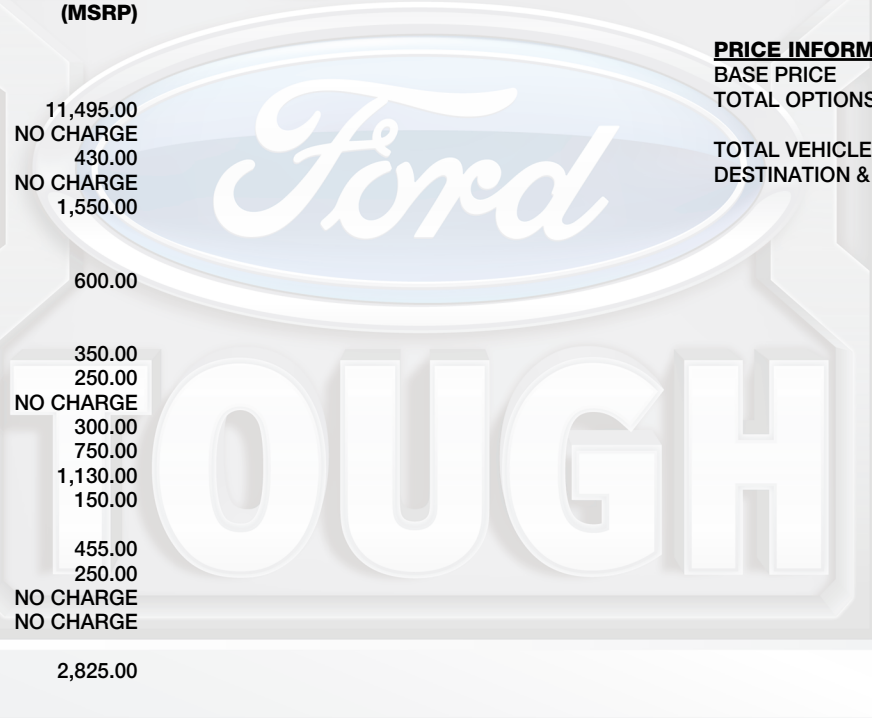 (MSRP)
11,495.00
NO CHARGE
430.00
NO CHARGE
1,550.00
600.00
350.00
250.00
NO CHARGE
300.00
750.00
1,130.00
150.00
455.00
250.00
NO CHARGE
NO CHARGE
2,825.00
PRICE INFORM
BASE PRICE
TOTAL OPTIONS
TOTAL VEHICLE
DESTINATION &
Ford
TOUGH